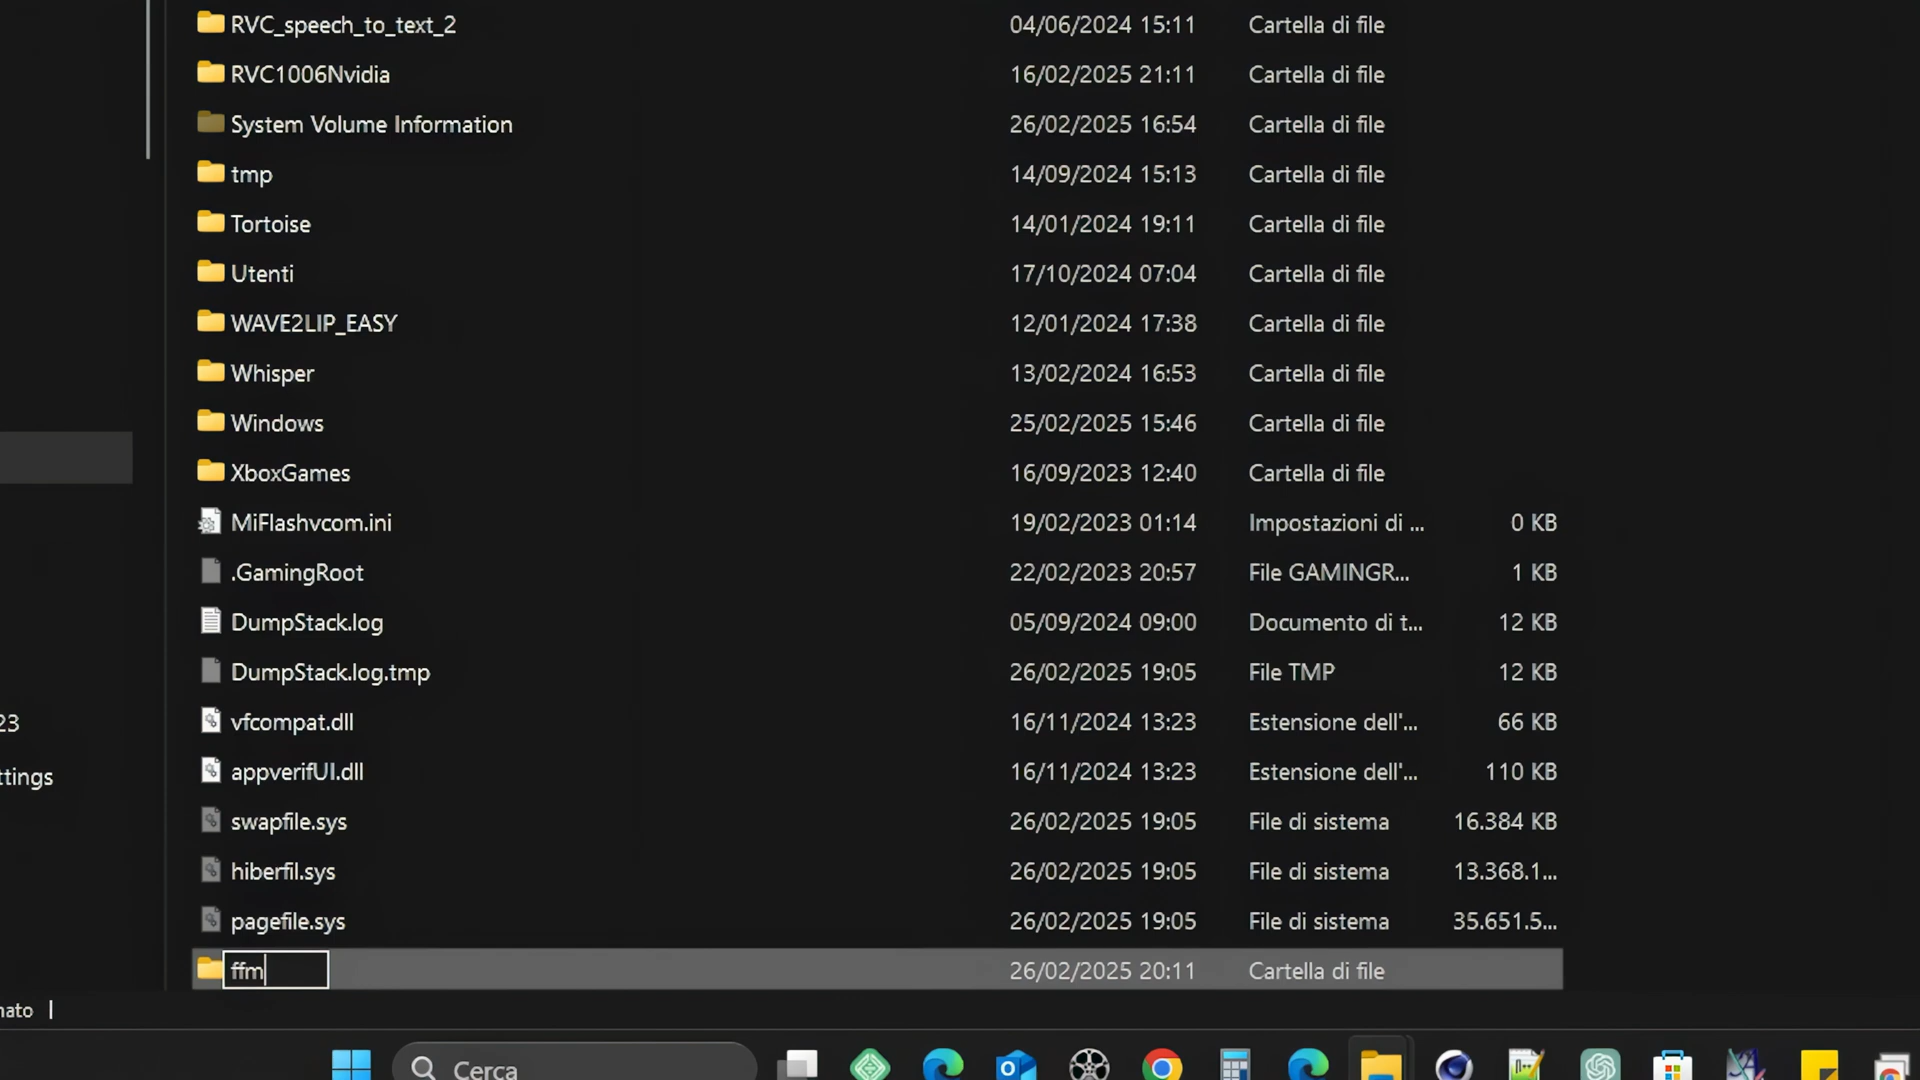 RVC_speech_to_text_2 04/06/2024 15:11 Cartella di file
RVC1006Nvidia 16/02/2025 21:11 Cartella di file
System Volume Information 26/02/2025 16:54 Cartella di file
tmp 14/09/2024 15:13 Cartella di file
Tortoise 14/01/2024 19:11 Cartella di file
Utenti 17/10/2024 07:04 Cartella di file
WAVE2LIP_EASY 12/01/2024 17:38 Cartella di file
Whisper 13/02/2024 16:53 Cartella di file
Windows 25/02/2025 15:46 Cartella di file
XboxGames 16/09/2023 12:40 Cartella di file
MiFlashvcom.ini 19/02/2023 01:14 Impostazioni di ... 0 KB
.GamingRoot 22/02/2023 20:57 File GAMINGR... 1 KB
DumpStack.log 05/09/2024 09:00 Documento di t... 12 KB
DumpStack.log.tmp 26/02/2025 19:05 File TMP 12 KB
23 vfcompat.dll 16/11/2024 13:23 Estensione dell'... 66 KB
ttings appverifUI.dll 16/11/2024 13:23 Estensione dell'... 110 KB
swapfile.sys 26/02/2025 19:05 File di sistema 16.384 KB
hiberfil.sys 26/02/2025 19:05 File di sistema 13.368.1...
pagefile.sys 26/02/2025 19:05 File di sistema 35.651.5...
ffm 26/02/2025 20:11 Cartella di file
nato
Cerca